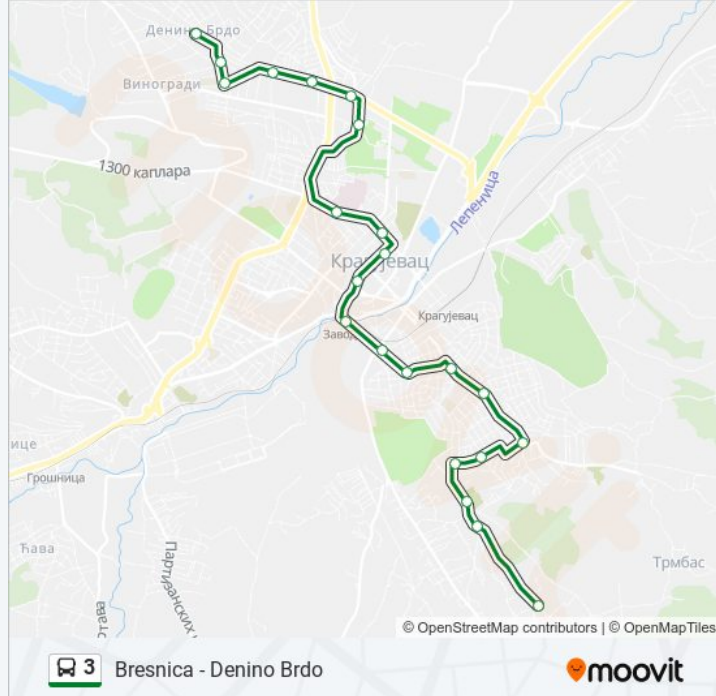 Денино Брдо
Виногради
1300 каплара
Лепеница
Крагујевац
Крагујевац
Завод
ице
Грошница
Ћава
Партизанских
Трмбас
© OpenStreetMap contributors | © OpenMapTiles
3 Bresnica - Denino Brdo
moovit